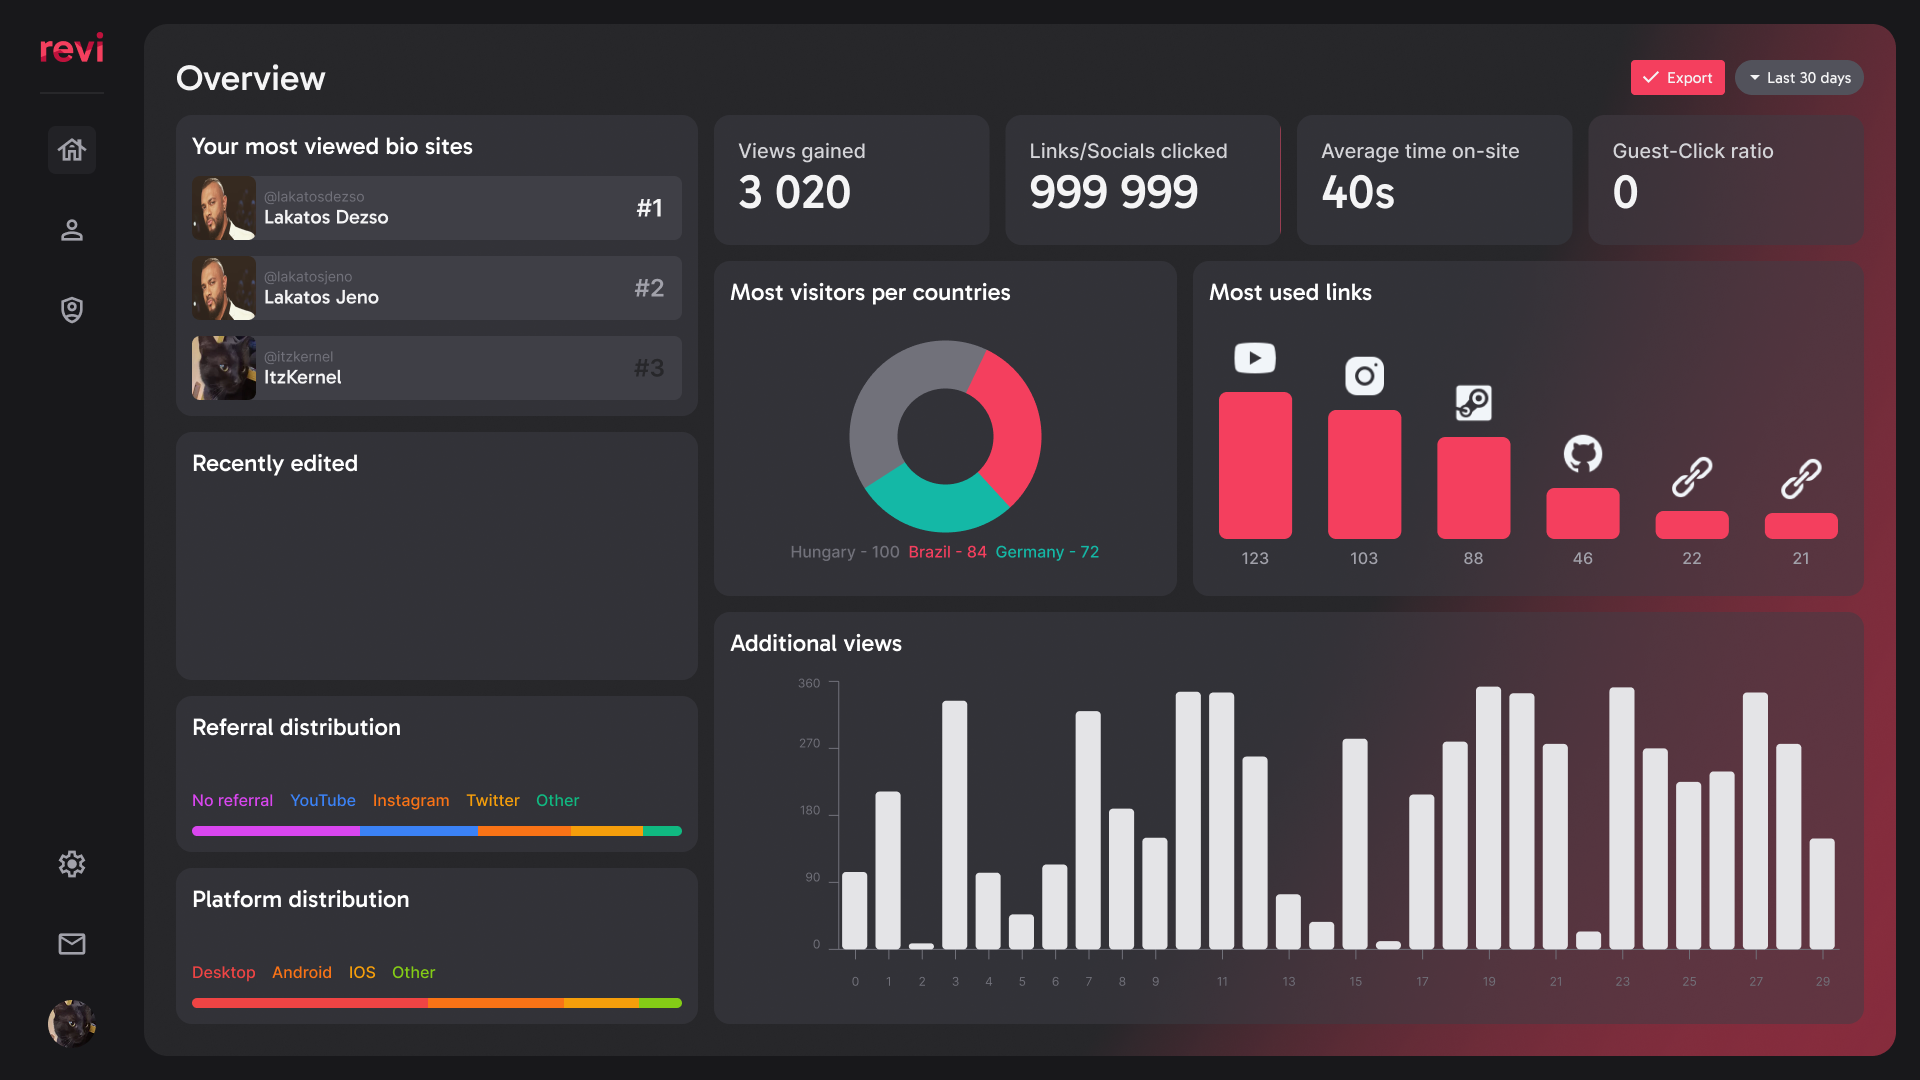 revi
Overview
Export
Last 30 days
Your most viewed bio sites
@lakatosdezso
Lakatos Dezso
#1
@lakatosjeno
Lakatos Jeno
#2
@itzkernel
ItzKernel
#3
Recently edited
Referral distribution
No referral YouTube Instagram Twitter Other
Platform distribution
Desktop Android IOS Other
Views gained
3 020
Links/Socials clicked
999 999
Average time on-site
40s
Guest-Click ratio
0
Most visitors per countries
Hungary - 100 Brazil - 84 Germany - 72
Most used links
123 103 88 46 22 21
Additional views
360
270
180
90
0
0 1 2 3 4 5 6 7 8 9 11 13 15 17 19 21 23 25 27 29